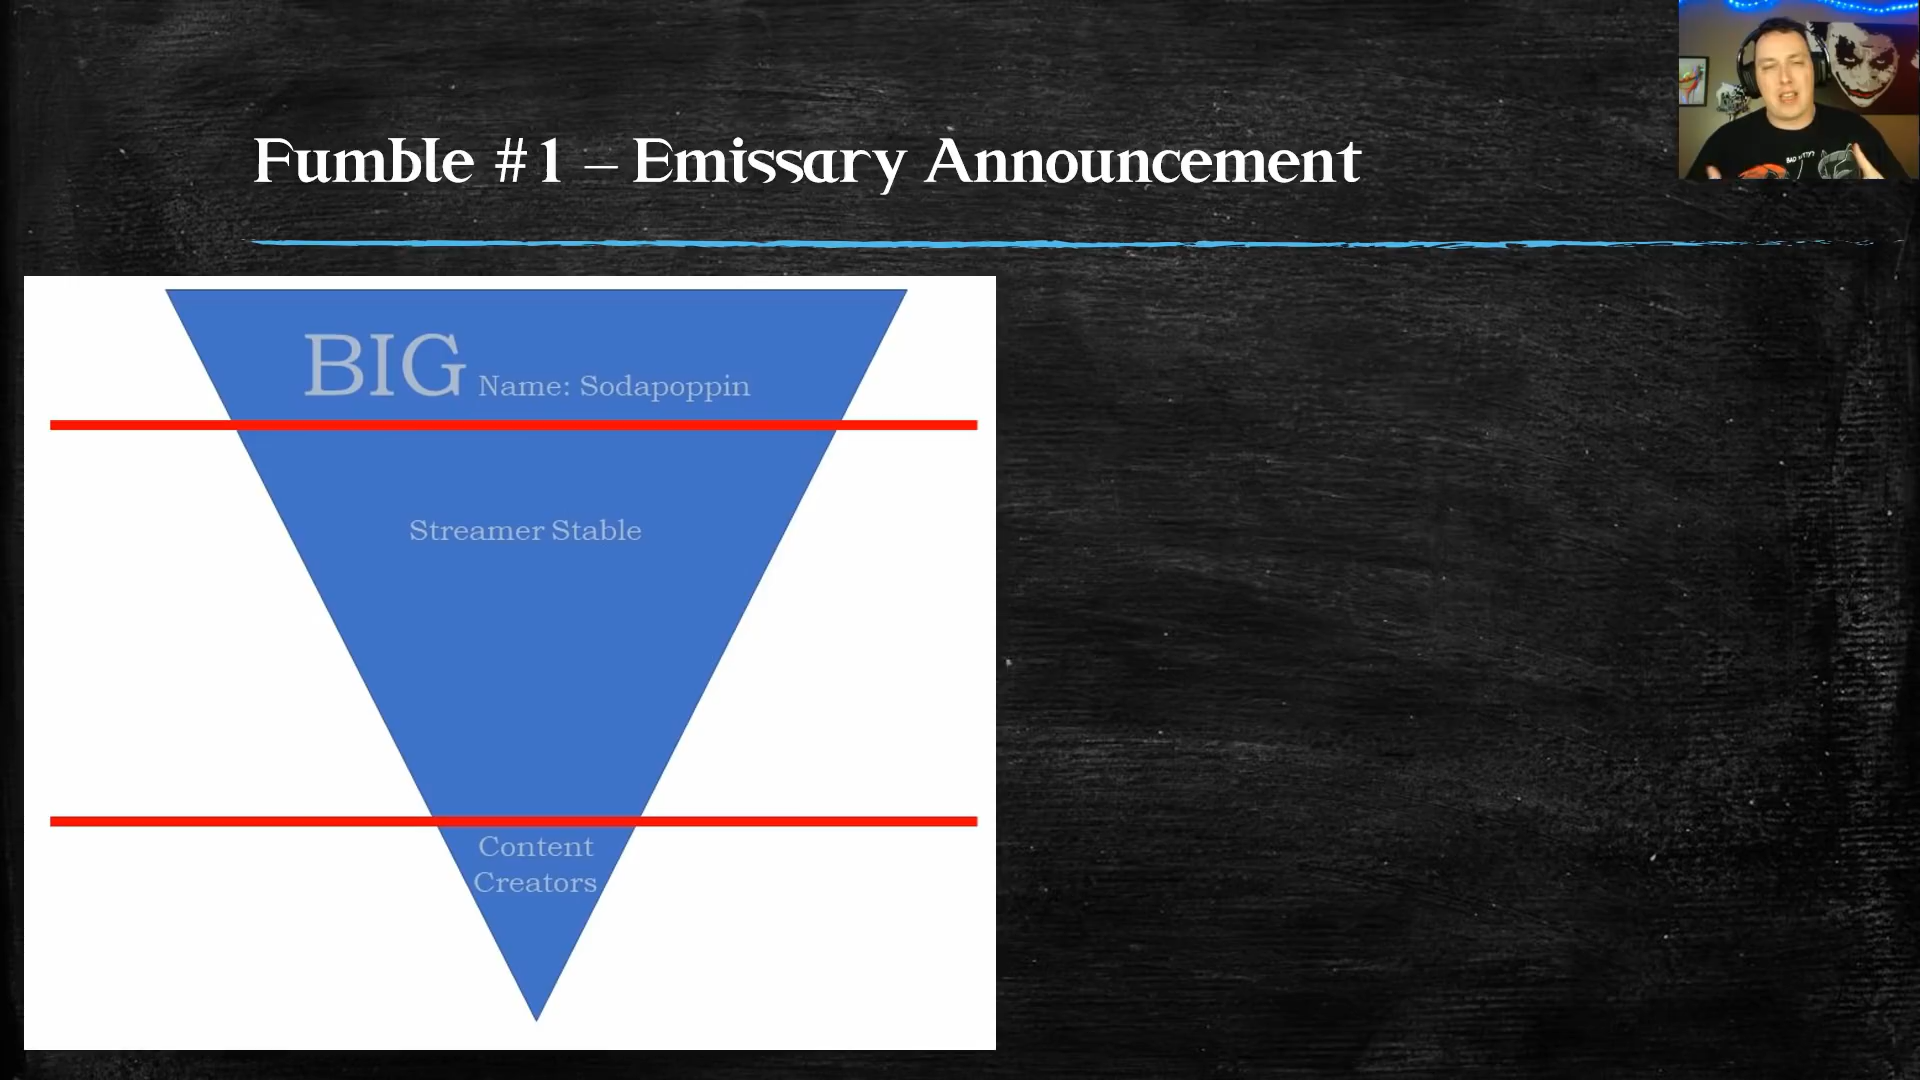 Fumble #1 – Emissary Announcement
BIG Name: Sodapoppin
Streamer Stable
Content
Creators